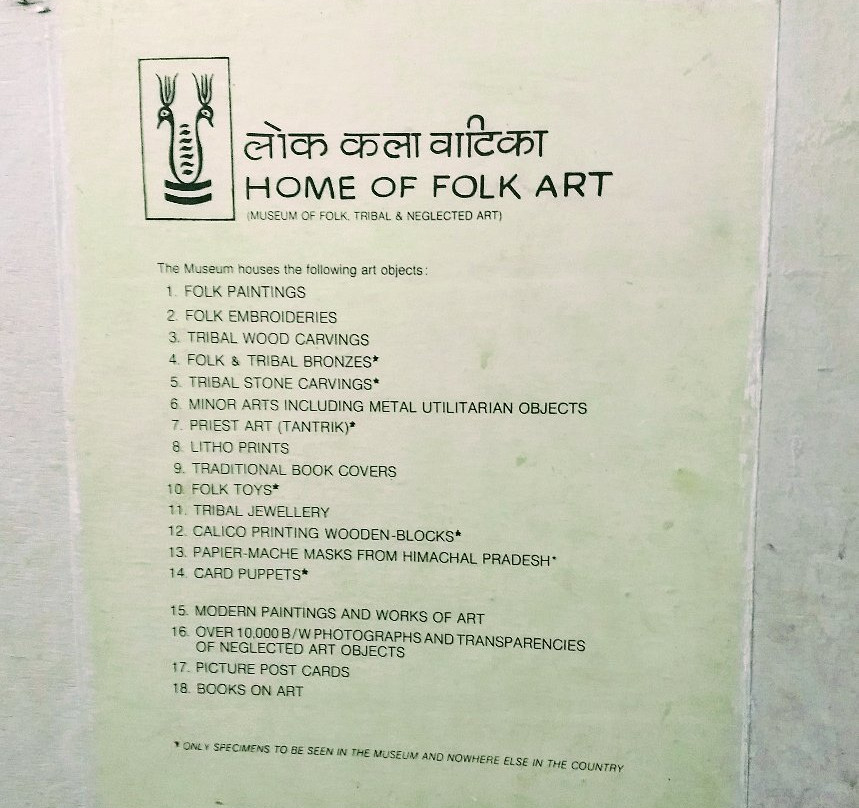 लोक कला वाटिका
HOME OF FOLK ART
(MUSEUM OF FOLK, TRIBAL & NEGLECTED ART)
The Museum houses the following art objects:
1. FOLK PAINTINGS
2. FOLK EMBROIDERIES
3. TRIBAL WOOD CARVINGS
4. FOLK & TRIBAL BRONZES*
5. TRIBAL STONE CARVINGS*
6. MINOR ARTS INCLUDING METAL UTILITARIAN OBJECTS
7. PRIEST ART (TANTRIK)*
8. LITHO PRINTS
9. TRADITIONAL BOOK COVERS
10. FOLK TOYS*
11. TRIBAL JEWELLERY
12. CALICO PRINTING WOODEN-BLOCKS*
13. PAPIER-MACHE MASKS FROM HIMACHAL PRADESH*
14. CARD PUPPETS*
15. MODERN PAINTINGS AND WORKS OF ART
16. OVER 10,000 B/W PHOTOGRAPHS AND TRANSPARENCIES
OF NEGLECTED ART OBJECTS
17. PICTURE POST CARDS
18. BOOKS ON ART
* ONLY SPECIMENS TO BE SEEN IN THE MUSEUM AND NOWHERE ELSE IN THE COUNTRY